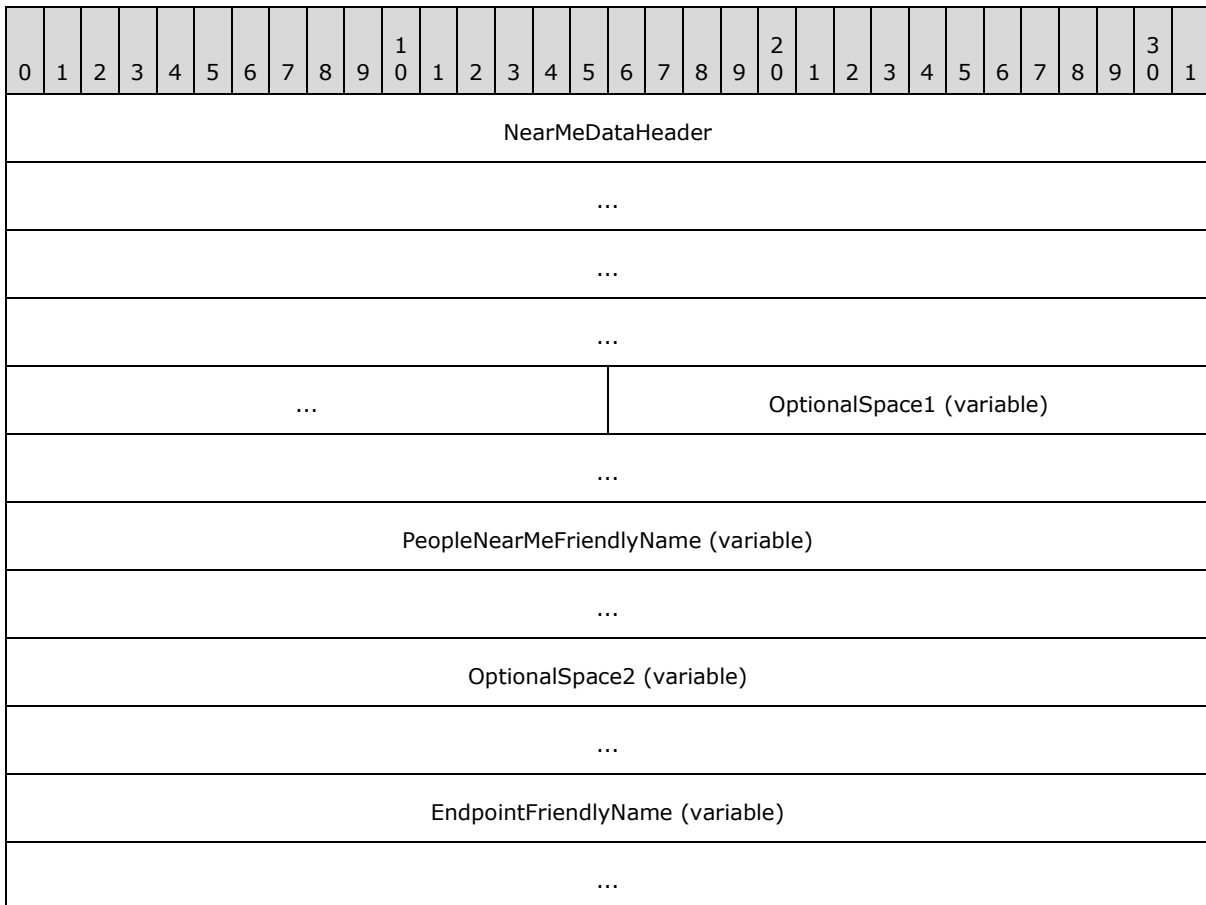 1 2 3
0 1 2 3 4 5 6 7 8 9 0 1 2 3 4 5 6 7 8 9 0 1 2 3 4 5 6 7 8 9 0 1
NearMeDataHeader
...
...
...
... OptionalSpace1 (variable)
...
PeopleNearMeFriendlyName (variable)
...
OptionalSpace2 (variable)
...
EndpointFriendlyName (variable)
...